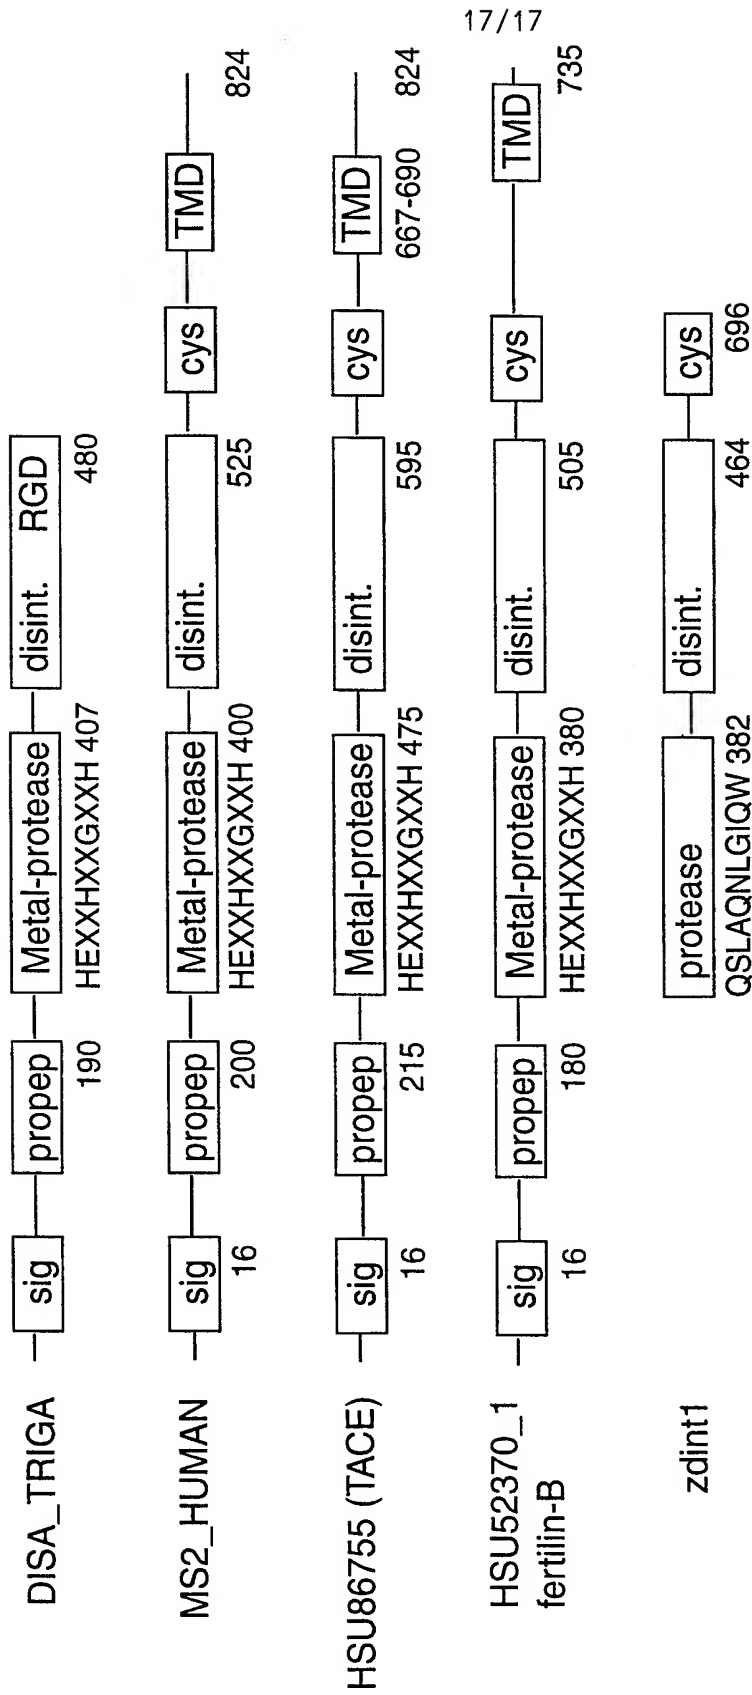 17/17
DISA_TRIGA
sig
propep
190
Metal-protease
HEXXHXXGXXH 407
disint. RGD
480
MS2_HUMAN
sig
16
propep
200
Metal-protease
HEXXHXXGXXH 400
disint.
525
cys
TMD
824
HSU86755 (TACE)
sig
16
propep
215
Metal-protease
HEXXHXXGXXH 475
disint.
595
cys
TMD
667-690
824
HSU52370_1
fertilin-B
sig
16
propep
180
Metal-protease
HEXXHXXGXXH 380
disint.
505
cys
TMD
735
zdint1
protease
QSLAQNLGIQW 382
disint.
464
cys
696